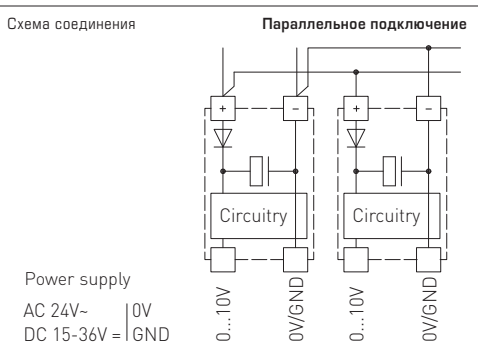 Схема соединения
Параллельное подключение
+ – + –
Circuitry Circuitry
Power supply
AC 24V~ 0V
DC 15-36V = GND
0...10V
0V/GND
0...10V
0V/GND